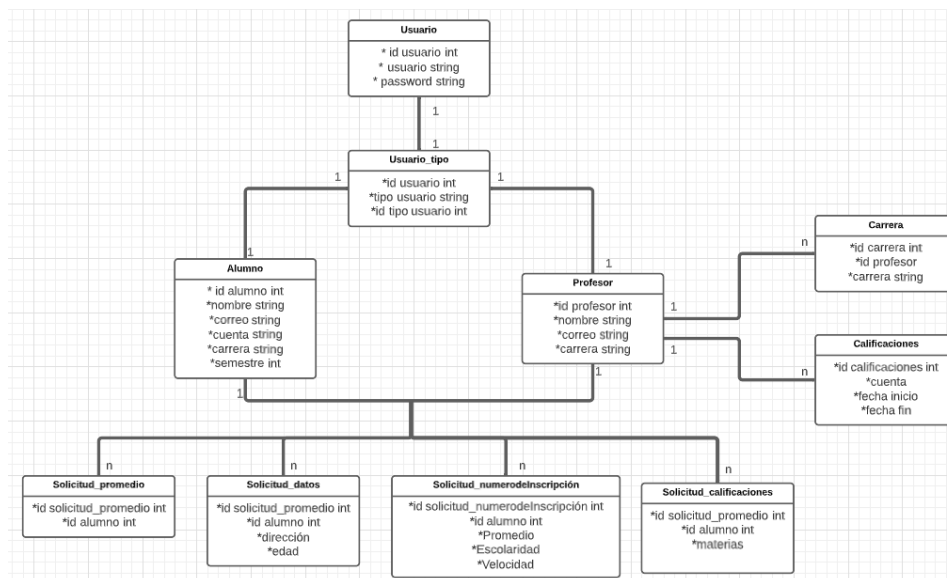 Usuario
* id usuario int
* usuario string
* password string
1
1
Usuario_tipo
*id usuario int
*tipo usuario string
*id tipo usuario int
1
1
1
Alumno
* id alumno int
*nombre string
*correo string
*cuenta string
*carrera string
*semestre int
1
Profesor
*id profesor int
*nombre string
*correo string
*carrera string
1
n
Carrera
*id carrera int
*id profesor
*carrera string
1
n
Calificaciones
*id calificaciones int
*cuenta
*fecha inicio
*fecha fin
1
1
n
Solicitud_promedio
*id solicitud_promedio int
*id alumno int
n
Solicitud_datos
*id solicitud_promedio int
*id alumno int
*dirección
*edad
n
Solicitud_numerodeInscripción
*id solicitud_numerodeInscripción int
*id alumno int
*Promedio
*Escolaridad
*Velocidad
n
Solicitud_calificaciones
*id solicitud_promedio int
*id alumno int
*materias